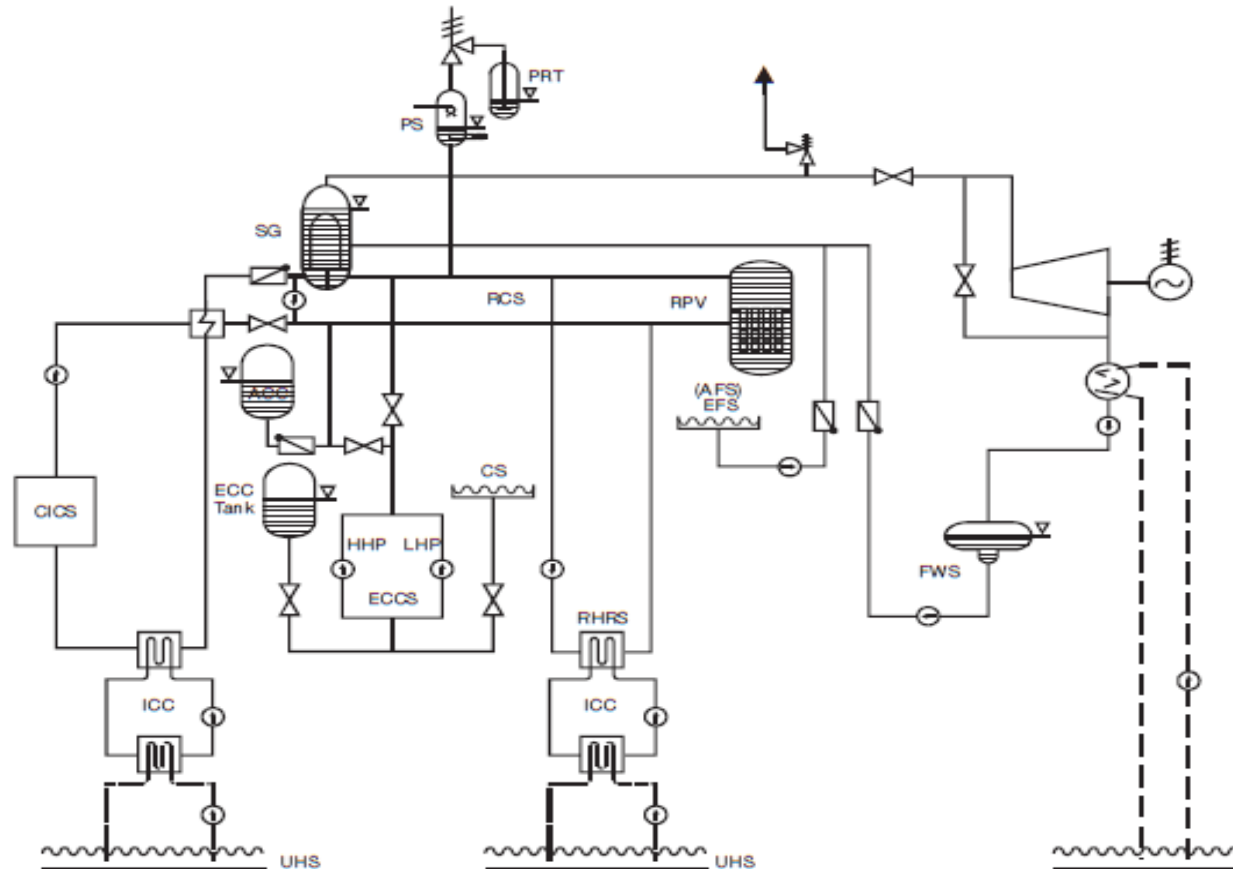 PRT
PS
SG
RCS
RPV
ACC
(AFS)
EFS
ECC
Tank
CS
CICS
HHP
LHP
FWS
ECCS
RHRS
ICC
ICC
UHS
UHS